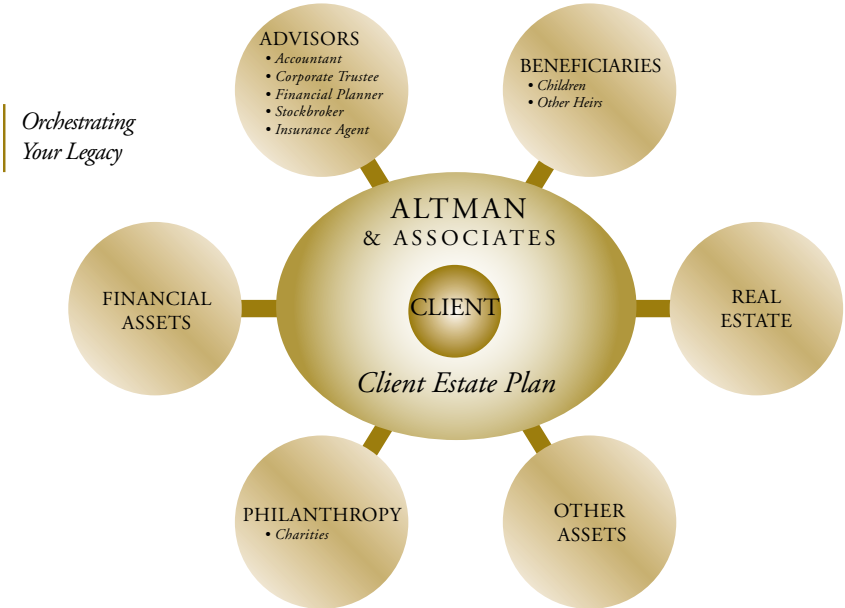 ADVISORS
• Accountant
• Corporate Trustee
• Financial Planner
• Stockbroker
• Insurance Agent
BENEFICIARIES
• Children
• Other Heirs
Orchestrating
Your Legacy
ALTMAN
& ASSOCIATES
CLIENT
Client Estate Plan
FINANCIAL
ASSETS
REAL
ESTATE
PHILANTHROPY
• Charities
OTHER
ASSETS